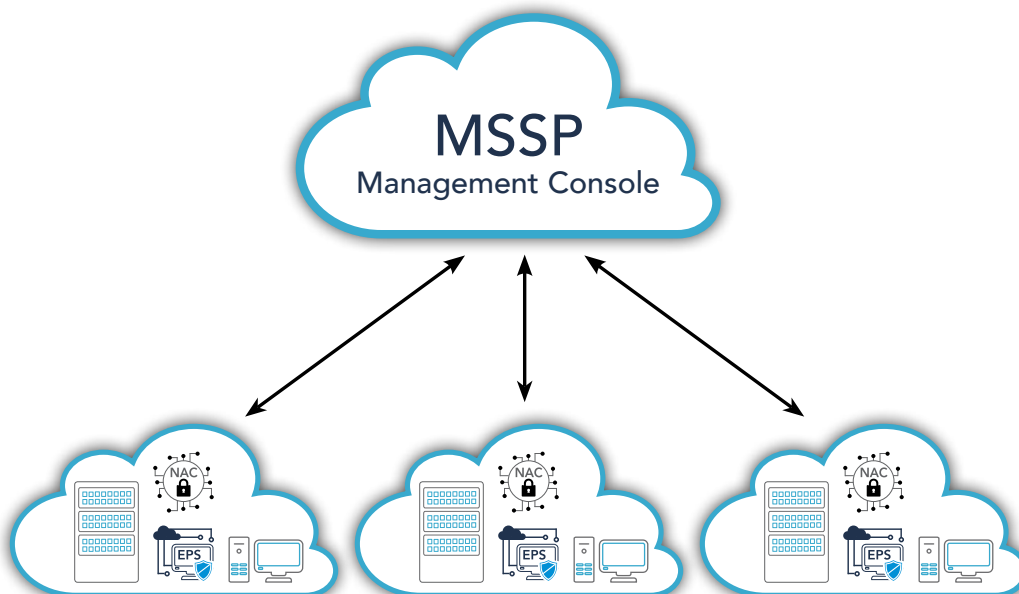 MSSP
Management Console
NAC
NAC
NAC
EPS
EPS
EPS